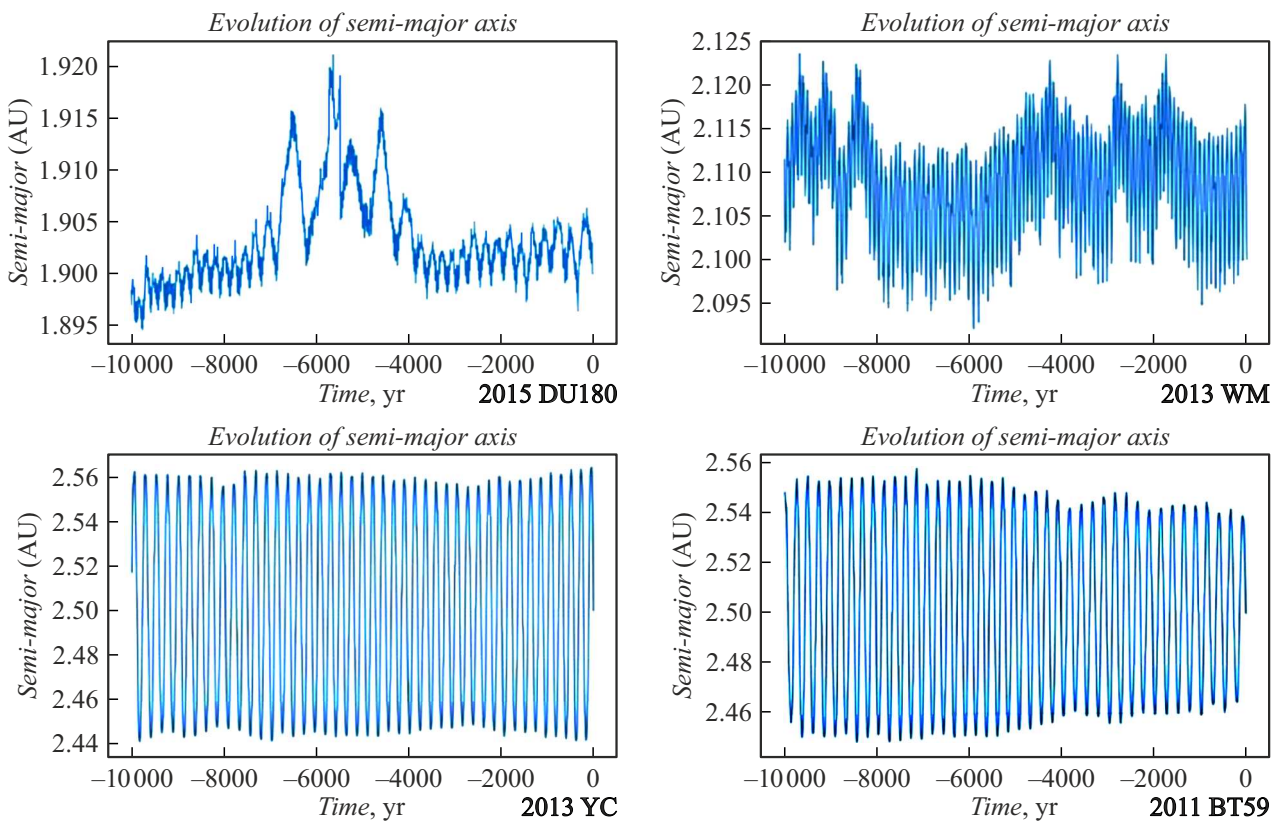 Evolution of semi-major axis
Semi-major (AU)
1.920
1.915
1.910
1.905
1.900
1.895
–10000 –8000 –6000 –4000 –2000 0
Time, yr
2015 DU180
Evolution of semi-major axis
Semi-major (AU)
2.125
2.120
2.115
2.110
2.105
2.100
2.095
–10000 –8000 –6000 –4000 –2000 0
Time, yr
2013 WM
Evolution of semi-major axis
Semi-major (AU)
2.56
2.54
2.52
2.50
2.48
2.46
2.44
–10000 –8000 –6000 –4000 –2000 0
Time, yr
2013 YC
Evolution of semi-major axis
Semi-major (AU)
2.56
2.54
2.52
2.50
2.48
2.46
–10000 –8000 –6000 –4000 –2000 0
Time, yr
2011 BT59